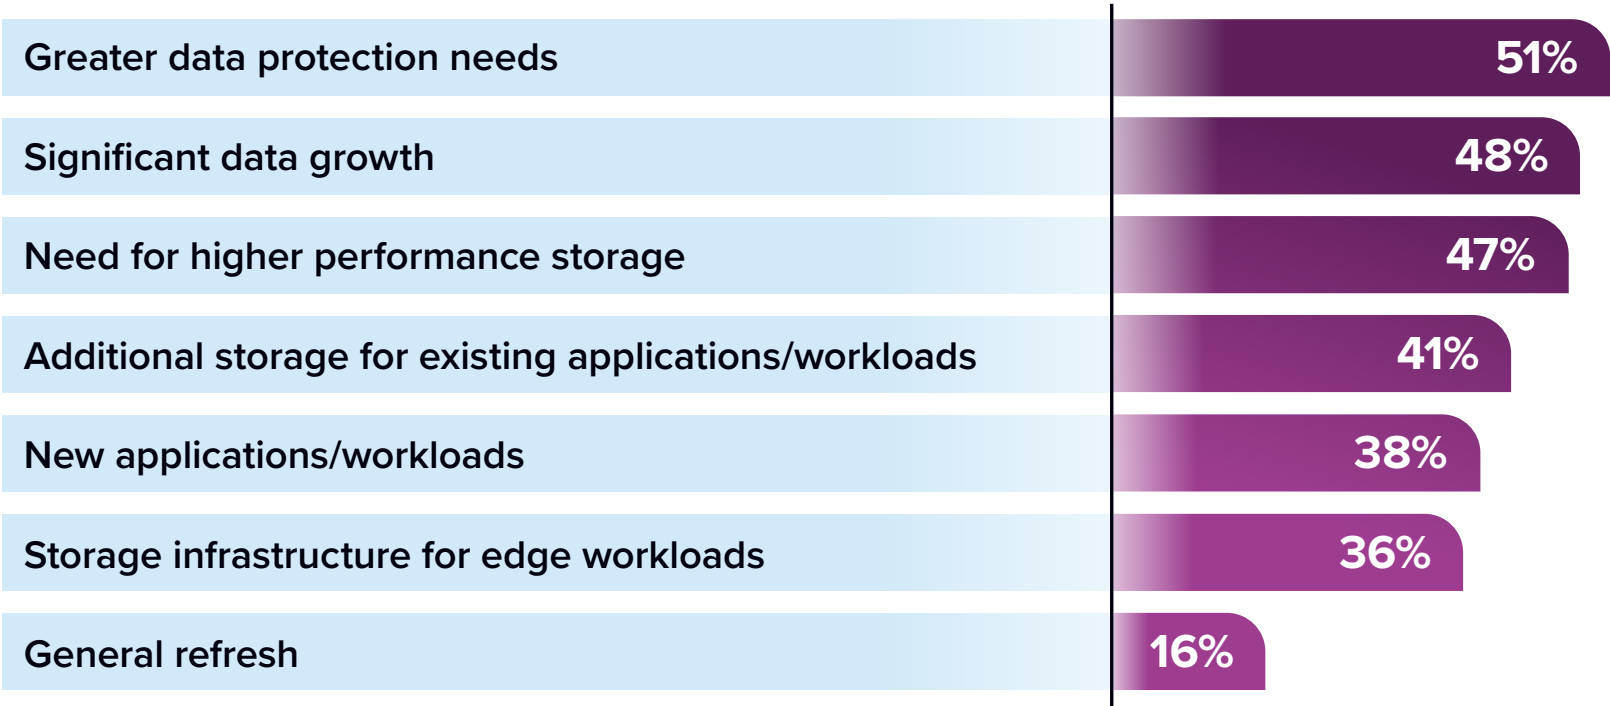 Greater data protection needs 51%
Significant data growth 48%
Need for higher performance storage 47%
Additional storage for existing applications/workloads 41%
New applications/workloads 38%
Storage infrastructure for edge workloads 36%
General refresh 16%